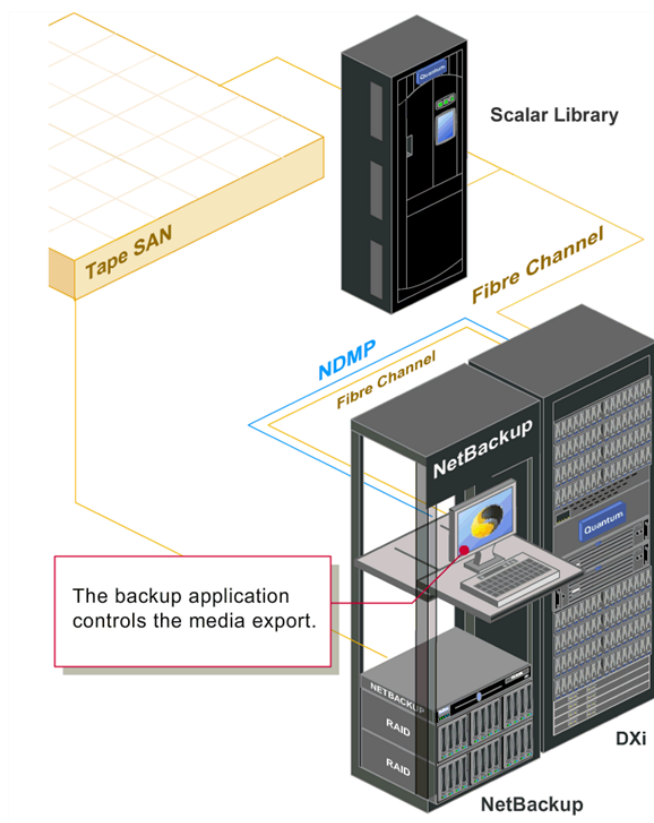 Quantum
Scalar Library
Tape SAN
Fibre Channel
NDMP
Fibre Channel
NetBackup
Quantum
The backup application
controls the media export.
NETBACKUP
RAID
RAID
DXi
NetBackup